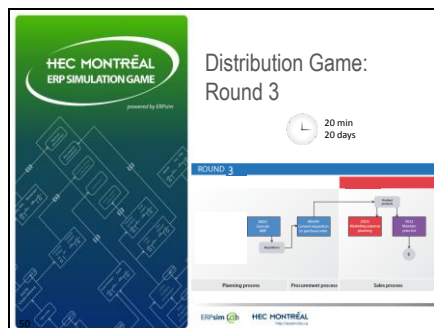 HEC MONTRĒAL
ERP SIMULATION GAME
powered by ERPsim
Distribution Game:
Round 3
20 min
20 days
ROUND 3
Planning process
Procurement process
Sales process
ERPsim Lab
HEC MONTRĒAL
50